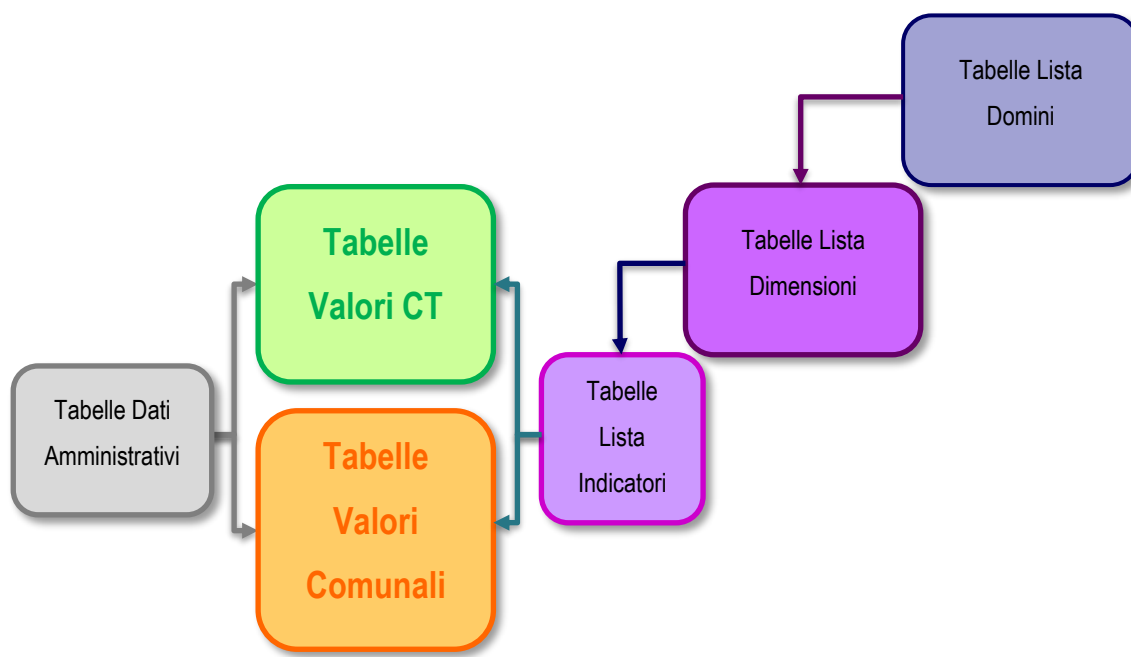 Tabelle Lista
Domini
Tabelle Lista
Dimensioni
Tabelle
Valori CT
Tabelle
Lista
Indicatori
Tabelle Dati
Amministrativi
Tabelle
Valori
Comunali